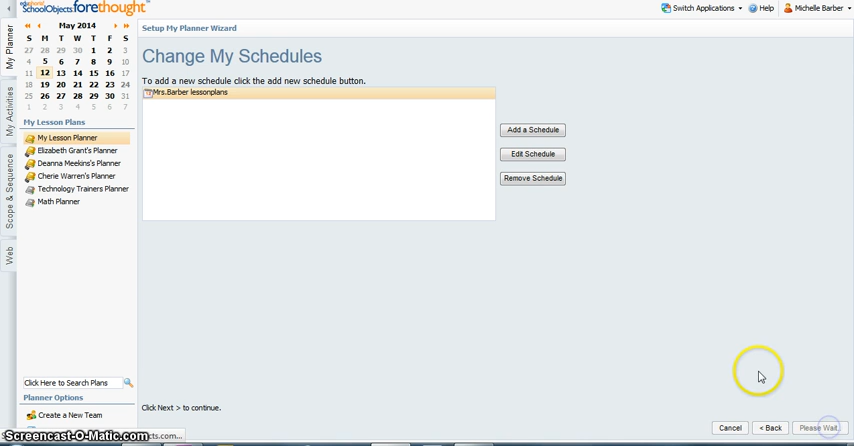 eduphoria!
SchoolObjects:forethought™
Switch Applications
Help
Michelle Barber
My Planner
My Activities
Scope & Sequence
Web
May 2014
S M T W T F S
27 28 29 30 1 2 3
4 5 6 7 8 9 10
11 12 13 14 15 16 17
18 19 20 21 22 23 24
25 26 27 28 29 30 31
1 2 3 4 5 6 7
My Lesson Plans
My Lesson Planner
Elizabeth Grant's Planner
Deanna Meekins's Planner
Cherie Warren's Planner
Technology Trainers Planner
Math Planner
Click Here to Search Plans
Planner Options
Create a New Team
Setup My Planner Wizard
Change My Schedules
To add a new schedule click the add new schedule button.
Mrs.Barber lessonplans
Add a Schedule
Edit Schedule
Remove Schedule
Click Next > to continue.
Cancel
< Back
Please Wait..
Screencast-O-Matic.com
cts.com...